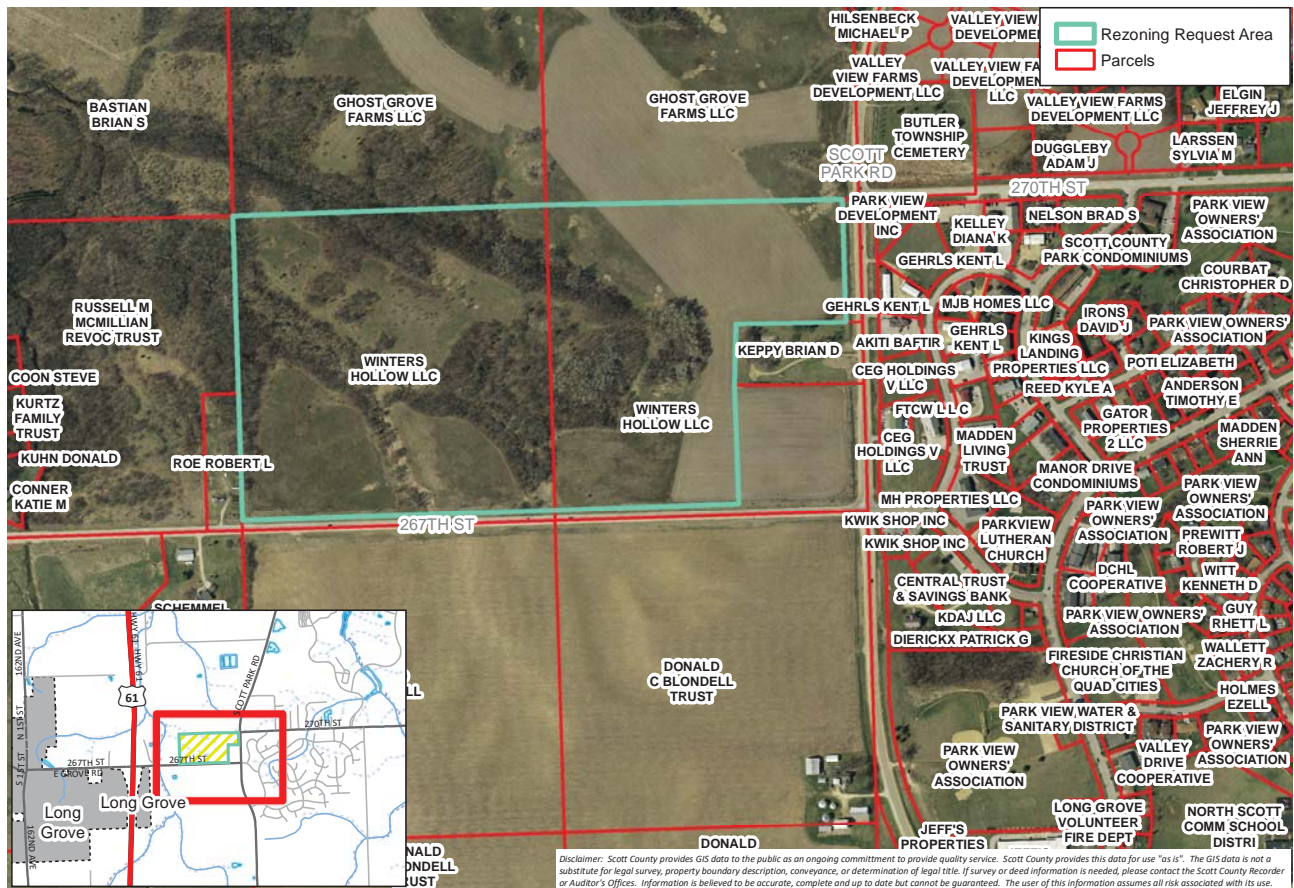 HILSENBECK
MICHAEL P
VALLEY VIEW
Rezoning Request Area
Parcels
VALLEY
VIEW FARMS
DEVELOPMENT LLC
LLC
BASTIAN
BRIAN S
GHOST GROVE
FARMS LLC
GHOST GROVE
FARMS LLC
BUTLER
TOWNSHIP
CEMETERY
VALLEY VIEW FARMS
DEVELOPMENT LLC
ELGIN
JEFFREY J
DUGGLEBY
ADAM J
LARSSEN
SYLVIA M
SCOTT
PARK RD
270TH ST
PARK VIEW
DEVELOPMENT
INC
KELLEY
DIANA K
NELSON BRAD S
PARK VIEW
OWNERS'
ASSOCIATION
GEHRLS KENT L
SCOTT COUNTY
PARK CONDOMINIUMS
COURBAT
CHRISTOPHER D
RUSSELL M
MCMILLIAN
REVOC TRUST
GEHRLS KENT L
MJB HOMES LLC
IRONS
DAVID J
PARK VIEW OWNERS'
ASSOCIATION
WINTERS
HOLLOW LLC
KEPPY BRIAN D
AKITI BAFTIR
GEHRLS
KENT L
KINGS
LANDING
PROPERTIES LLC
POTI ELIZABETH
COON STEVE
CEG HOLDINGS
V LLC
REED KYLE A
ANDERSON
TIMOTHY E
KURTZ
FAMILY
TRUST
WINTERS
HOLLOW LLC
FTCW L L C
GATOR
PROPERTIES
2 LLC
MADDEN
SHERRIE
ANN
KUHN DONALD
ROE ROBERT L
CEG
HOLDINGS V
LLC
MADDEN
LIVING
TRUST
MANOR DRIVE
CONDOMINIUMS
CONNER
KATIE M
MH PROPERTIES LLC
PARK VIEW
OWNERS'
ASSOCIATION
PARK VIEW
OWNERS'
ASSOCIATION
267TH ST
KWIK SHOP INC
KWIK SHOP INC
PARKVIEW
LUTHERAN
CHURCH
PREWITT
ROBERT J
DCHL
COOPERATIVE
WITT
KENNETH D
CENTRAL TRUST
& SAVINGS BANK
KDAJ LLC
DIERICKX PATRICK G
PARK VIEW OWNERS'
ASSOCIATION
GUY
RHETT L
SCHEMMEL
DONALD
C BLONDELL
TRUST
FIRESIDE CHRISTIAN
CHURCH OF THE
QUAD CITIES
WALLETT
ZACHERY R
HOLMES
EZELL
PARK VIEW WATER &
SANITARY DISTRICT
PARK VIEW
OWNERS'
ASSOCIATION
VALLEY
DRIVE
COOPERATIVE
PARK VIEW
OWNERS'
ASSOCIATION
LONG GROVE
VOLUNTEER
FIRE DEPT
NORTH SCOTT
COMM SCHOOL
DISTRI
JEFF'S
PROPERTIES
DONALD
162ND AVE
N 1ST ST
S 1ST ST
162ND AVE
HWY 61
HWY 61
61
SCOTT PARK RD
270TH ST
267TH ST
267TH ST
E GROVE RD
Long Grove
Long
Grove
Disclaimer: Scott County provides GIS data to the public as an ongoing committment to provide quality service. Scott County provides this data for use "as is". The GIS data is not a
substitute for legal survey, property boundary description, conveyance, or determination of legal title. If survey or deed information is needed, please contact the Scott County Recorder
or Auditor's Offices. Information is believed to be accurate, complete and up to date but cannot be guaranteed. The user of this information assumes all risk associated with its use.